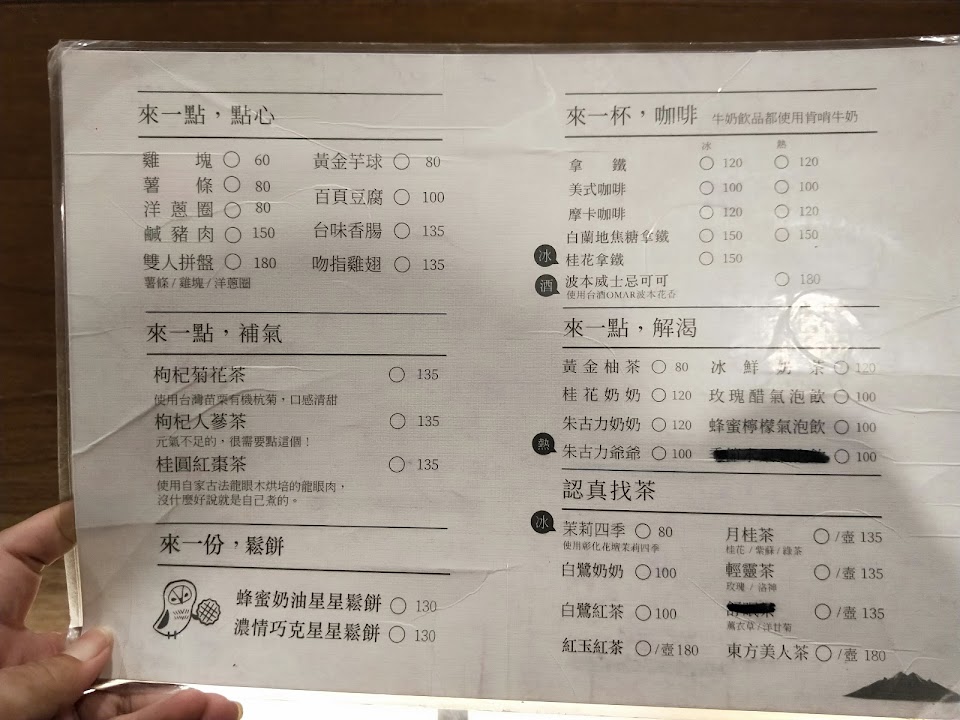 來一點，點心
雞塊 ○ 60
薯條 ○ 80
洋蔥圈 ○ 80
鹹豬肉 ○ 150
雙人拼盤 ○ 180
薯條/雞塊/洋蔥圈
黃金芋球 ○ 80
百頁豆腐 ○ 100
台味香腸 ○ 135
吻指雞翅 ○ 135
來一點，補氣
枸杞菊花茶 ○ 135
使用台灣苗栗有機杭菊，口感清甜
枸杞人蔘茶 ○ 135
元氣不足的，很需要點這個！
桂圓紅棗茶 ○ 135
使用自家古法龍眼木烘培的龍眼肉，
沒什麼好說就是自己煮的。
來一份，鬆餅
蜂蜜奶油星星鬆餅 ○ 130
濃情巧克星星鬆餅 ○ 130
來一杯，咖啡 牛奶飲品都使用肯啃牛奶
冰 熱
拿鐵 ○ 120 ○ 120
美式咖啡 ○ 100 ○ 100
摩卡咖啡 ○ 120 ○ 120
白蘭地焦糖拿鐵 ○ 150 ○ 150
冰 桂花拿鐵 ○ 150
酒 波本威士忌可可 ○ 180
使用台酒OMAR波本花香
來一點，解渴
黃金柚茶 ○ 80
桂花奶奶 ○ 120
朱古力奶奶 ○ 120
熱 朱古力爺爺 ○ 100
冰鮮奶茶 ○ 120
玫瑰醋氣泡飲 ○ 100
蜂蜜檸檬氣泡飲 ○ 100
○ 100
認真找茶
冰 茉莉四季 ○ 80
使用彰化花壇茉莉四季
白鷺奶奶 ○ 100
白鷺紅茶 ○ 100
紅玉紅茶 ○/壺 180
月桂茶 ○/壺 135
桂花/紫蘇/綠茶
輕靈茶 ○/壺 135
玫瑰/洛神
○/壺 135
薰衣草/洋甘菊
東方美人茶 ○/壺 180